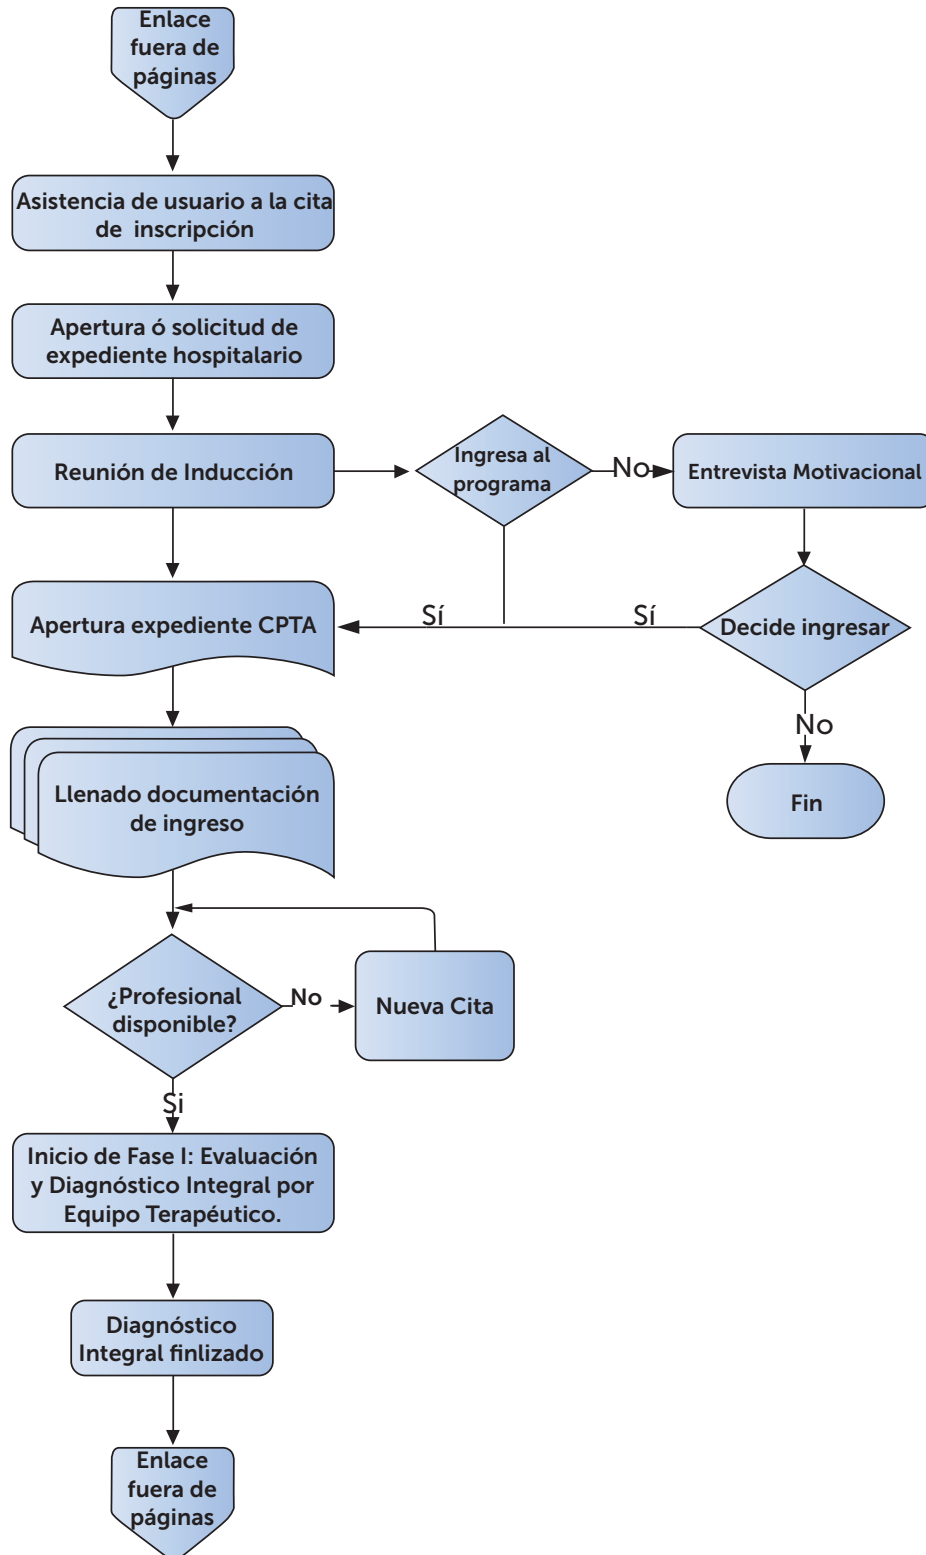 Enlace
fuera de
páginas
Asistencia de usuario a la cita
de inscripción
Apertura ó solicitud de
expediente hospitalario
Reunión de Inducción
Ingresa al
programa
No
Entrevista Motivacional
Apertura expediente CPTA
Sí
Sí
Decide ingresar
No
Fin
Llenado documentación
de ingreso
¿Profesional
disponible?
No
Nueva Cita
Si
Inicio de Fase I: Evaluación
y Diagnóstico Integral por
Equipo Terapéutico.
Diagnóstico
Integral finlizado
Enlace
fuera de
páginas